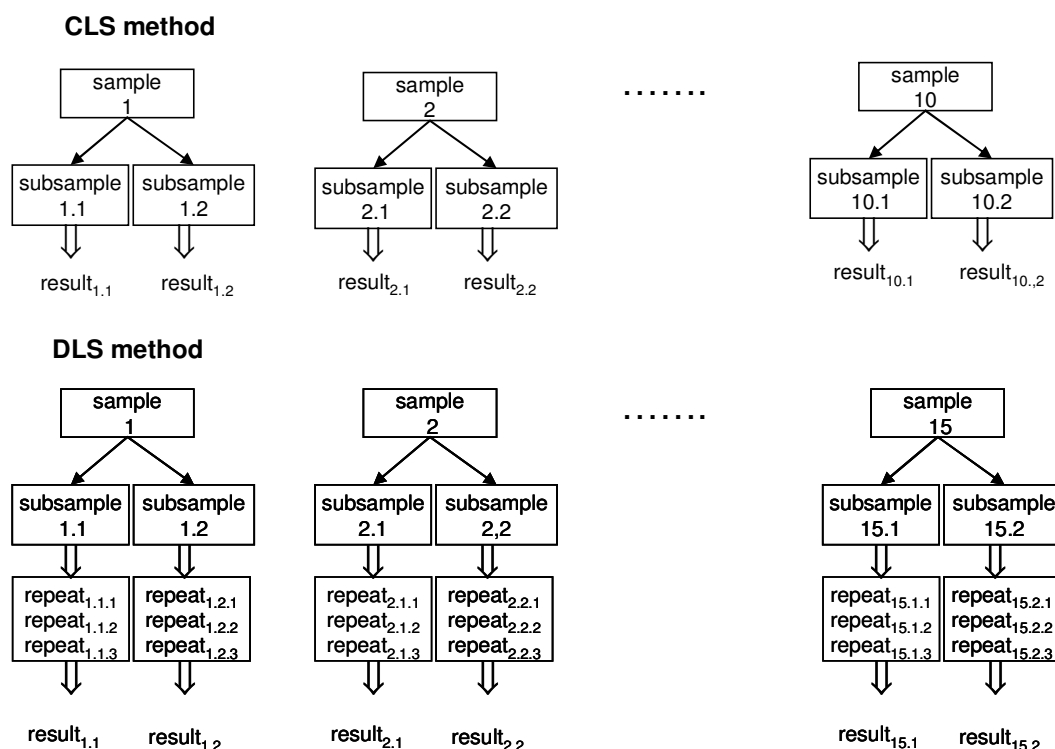 CLS method
sample
1
sample
2
.......
sample
10
subsample
1.1
subsample
1.2
subsample
2.1
subsample
2.2
subsample
10.1
subsample
10.2
result1.1
result1.2
result2.1
result2.2
result10.1
result10.,2
DLS method
sample
1
sample
2
.......
sample
15
subsample
1.1
subsample
1.2
subsample
2.1
subsample
2,2
subsample
15.1
subsample
15.2
repeat1.1.1
repeat1.1.2
repeat1.1.3
repeat1.2.1
repeat1.2.2
repeat1.2.3
repeat2.1.1
repeat2.1.2
repeat2.1.3
repeat2.2.1
repeat2.2.2
repeat2.2.3
repeat15.1.1
repeat15.1.2
repeat15.1.3
repeat15.2.1
repeat15.2.2
repeat15.2.3
result1.1
result1.2
result2.1
result2.2
result15.1
result15.2